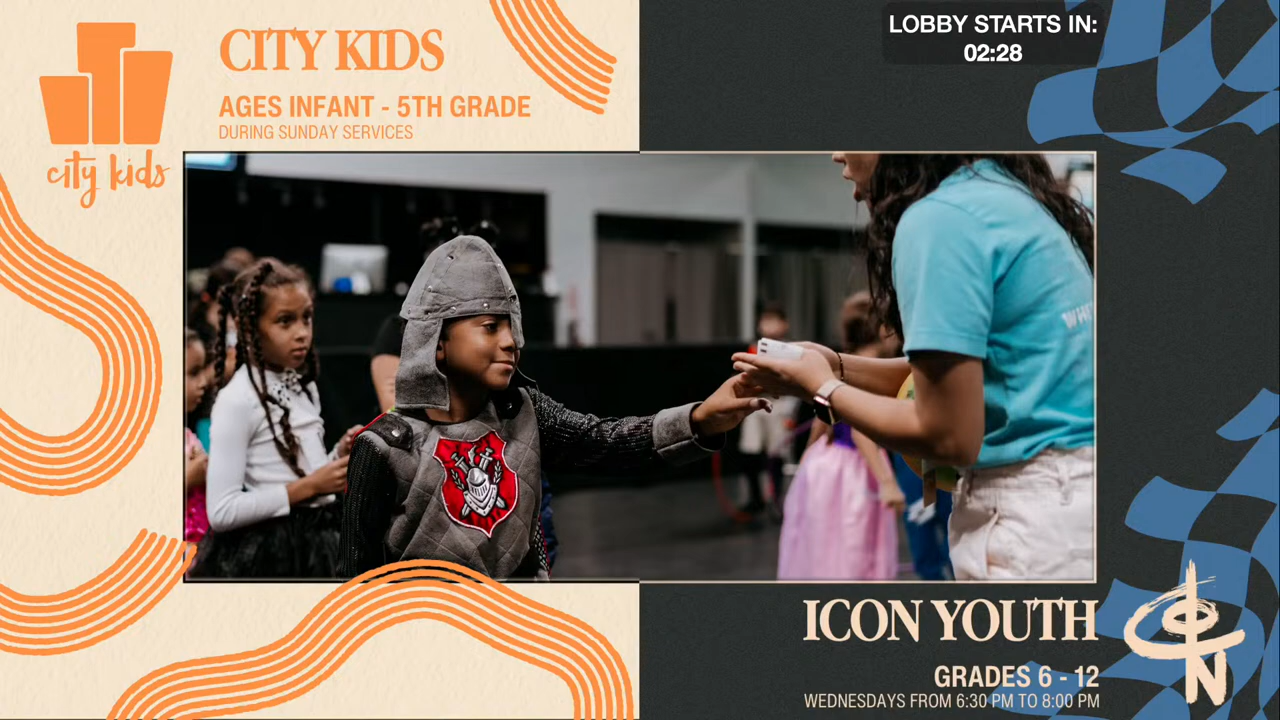 CITY KIDS
AGES INFANT - 5TH GRADE
DURING SUNDAY SERVICES
city kids
LOBBY STARTS IN:
02:28
ICON YOUTH
GRADES 6 - 12
WEDNESDAYS FROM 6:30 PM TO 8:00 PM